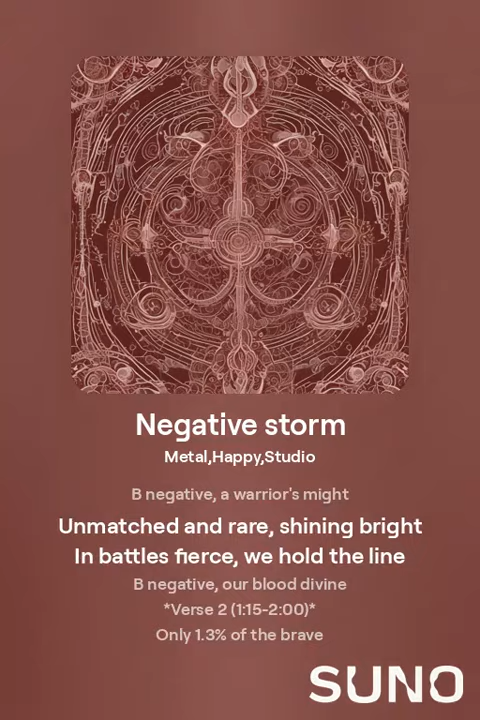 Negative storm
Metal,Happy,Studio
B negative, a warrior's might
Unmatched and rare, shining bright
In battles fierce, we hold the line
B negative, our blood divine
*Verse 2 (1:15-2:00)*
Only 1.3% of the brave
SUNO